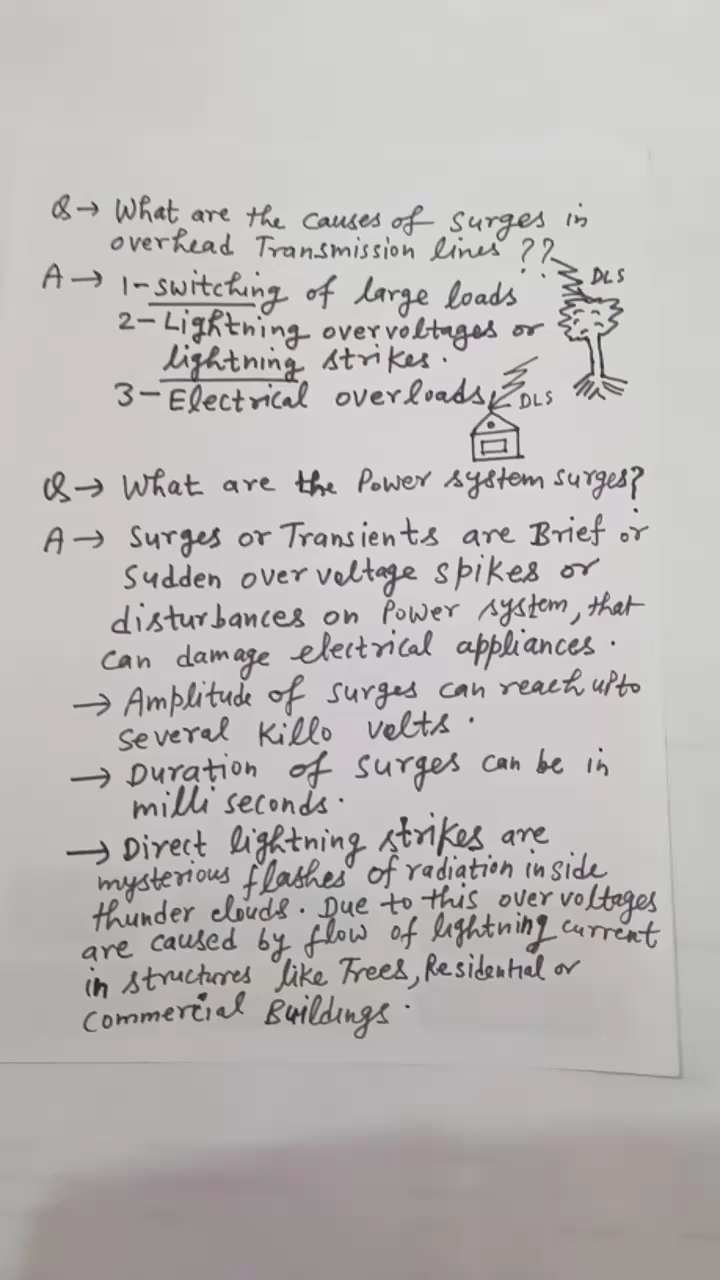 Q→ What are the causes of surges in
overhead Transmission lines ??
A→ 1-switching of large loads
DLS
2-Lightning overvoltages or
lightning strikes.
3-Electrical overloads
DLS
Q→ What are the Power system surges?
A→ Surges or Transients are Brief or
Sudden over voltage spikes or
disturbances on Power system, that
can damage electrical appliances.
→ Amplitude of surges can reach upto
several Killo velts.
→ Duration of surges can be in
milli seconds.
→ Direct lightning strikes are
mysterious flashes of radiation inside
thunder clouds. Due to this over voltages
are caused by flow of lightning current
in structures like Trees, Residential or
Commercial Buildings.